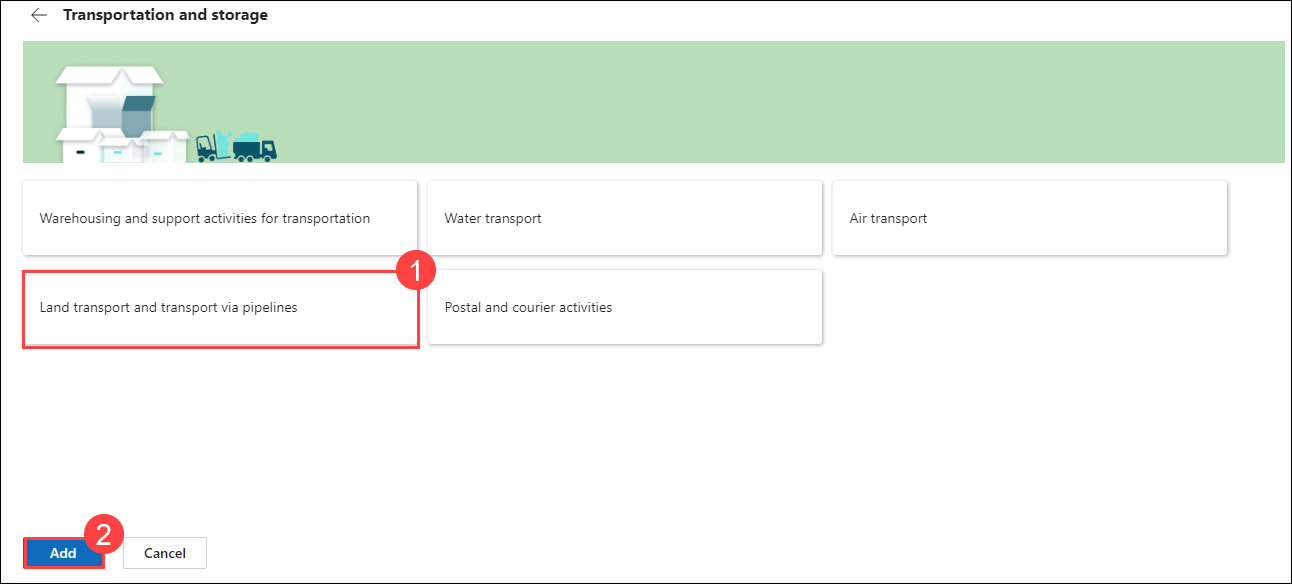 Transportation and storage
Warehousing and support activities for transportation
Water transport
Air transport
1
Land transport and transport via pipelines
Postal and courier activities
2
Add
Cancel